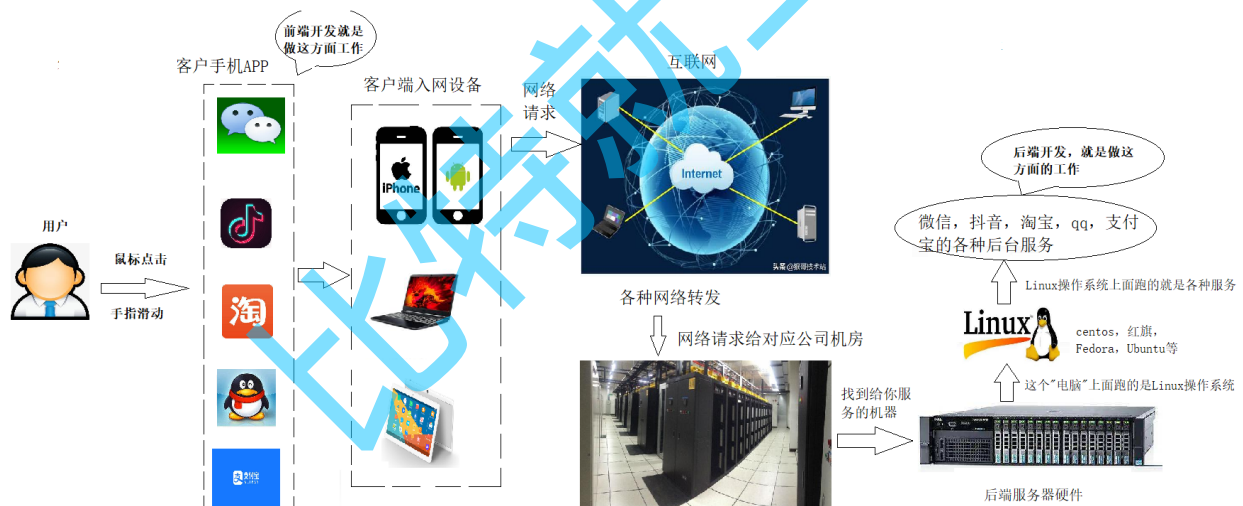 前端开发就是
做这方面工作
客户手机APP
用户
鼠标点击
手指滑动
淘
支付宝
客户端入网设备
iPhone
网络
请求
互联网
Internet
头条@狠哥技术站
各种网络转发
网络请求给对应公司机房
找到给你服
务的机器
后端开发，就是做这
方面的工作
微信，抖音，淘宝，qq，支付
宝的各种后台服务
Linux操作系统上面跑的就是各种服务
Linux
centos，红旗，
Fedora，Ubuntu等
这个"电脑"上面跑的是Linux操作系统
DELL
后端服务器硬件
比特就